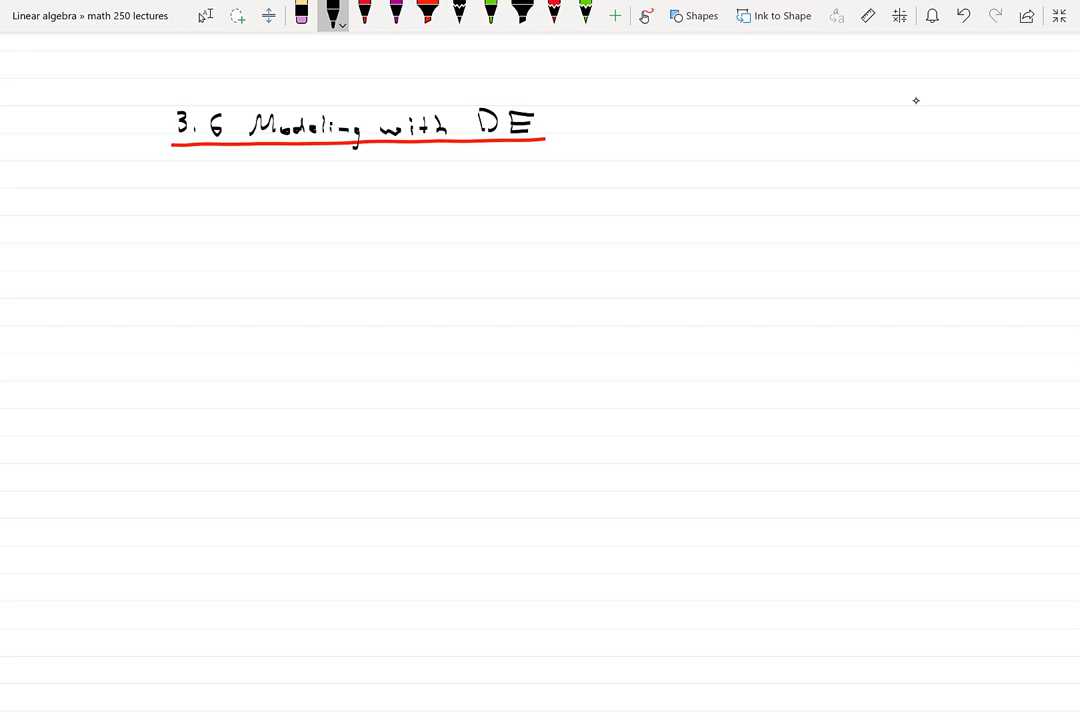 Linear algebra » math 250 lectures
Shapes
Ink to Shape
3.6 Modeling with DE